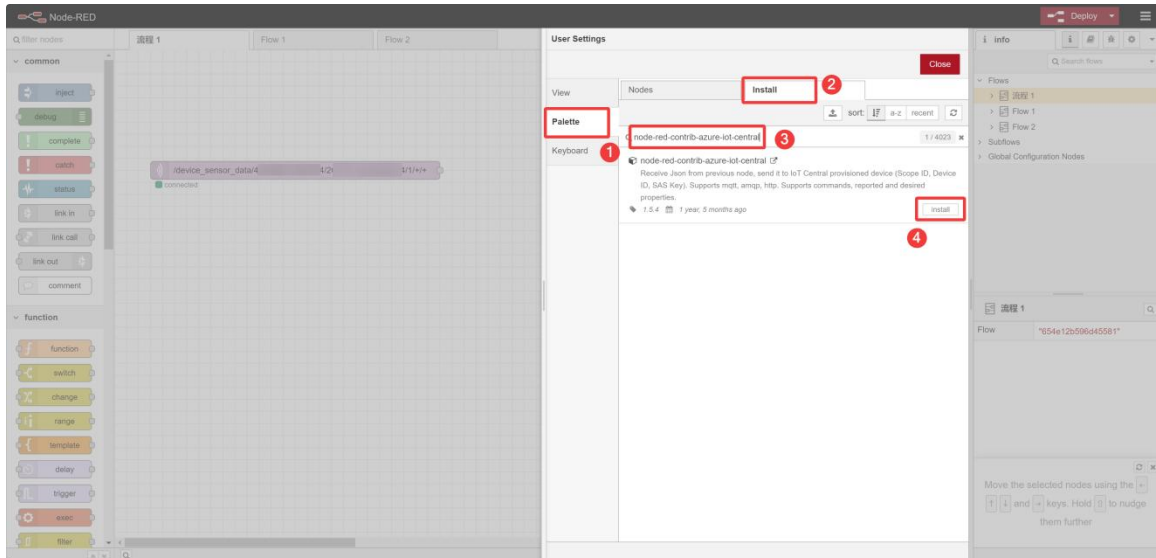 Node-RED
Deploy
filter nodes
流程 1
Flow 1
Flow 2
User Settings
i info
Close
Search flows
common
inject
debug
complete
catch
status
link in
link call
link out
comment
function
function
switch
change
range
template
delay
trigger
exec
filter
/device_sensor_data/4
4/2
4/1/+/+
connected
View
Palette
Keyboard
1
Nodes
Install
2
sort:
a-z
recent
node-red-contrib-azure-iot-central
3
1 / 4023
node-red-contrib-azure-iot-central
Receive Json from previous node, send it to IoT Central provisioned device (Scope ID, Device
ID, SAS Key). Supports mqtt, amqp, http. Supports commands, reported and desired
properties.
1.5.4
1 year, 5 months ago
install
4
Flows
流程 1
Flow 1
Flow 2
Subflows
Global Configuration Nodes
流程 1
Flow
"654e12b596d45581"
Move the selected nodes using the ←
↑ ↓ and → keys. Hold to nudge
them further